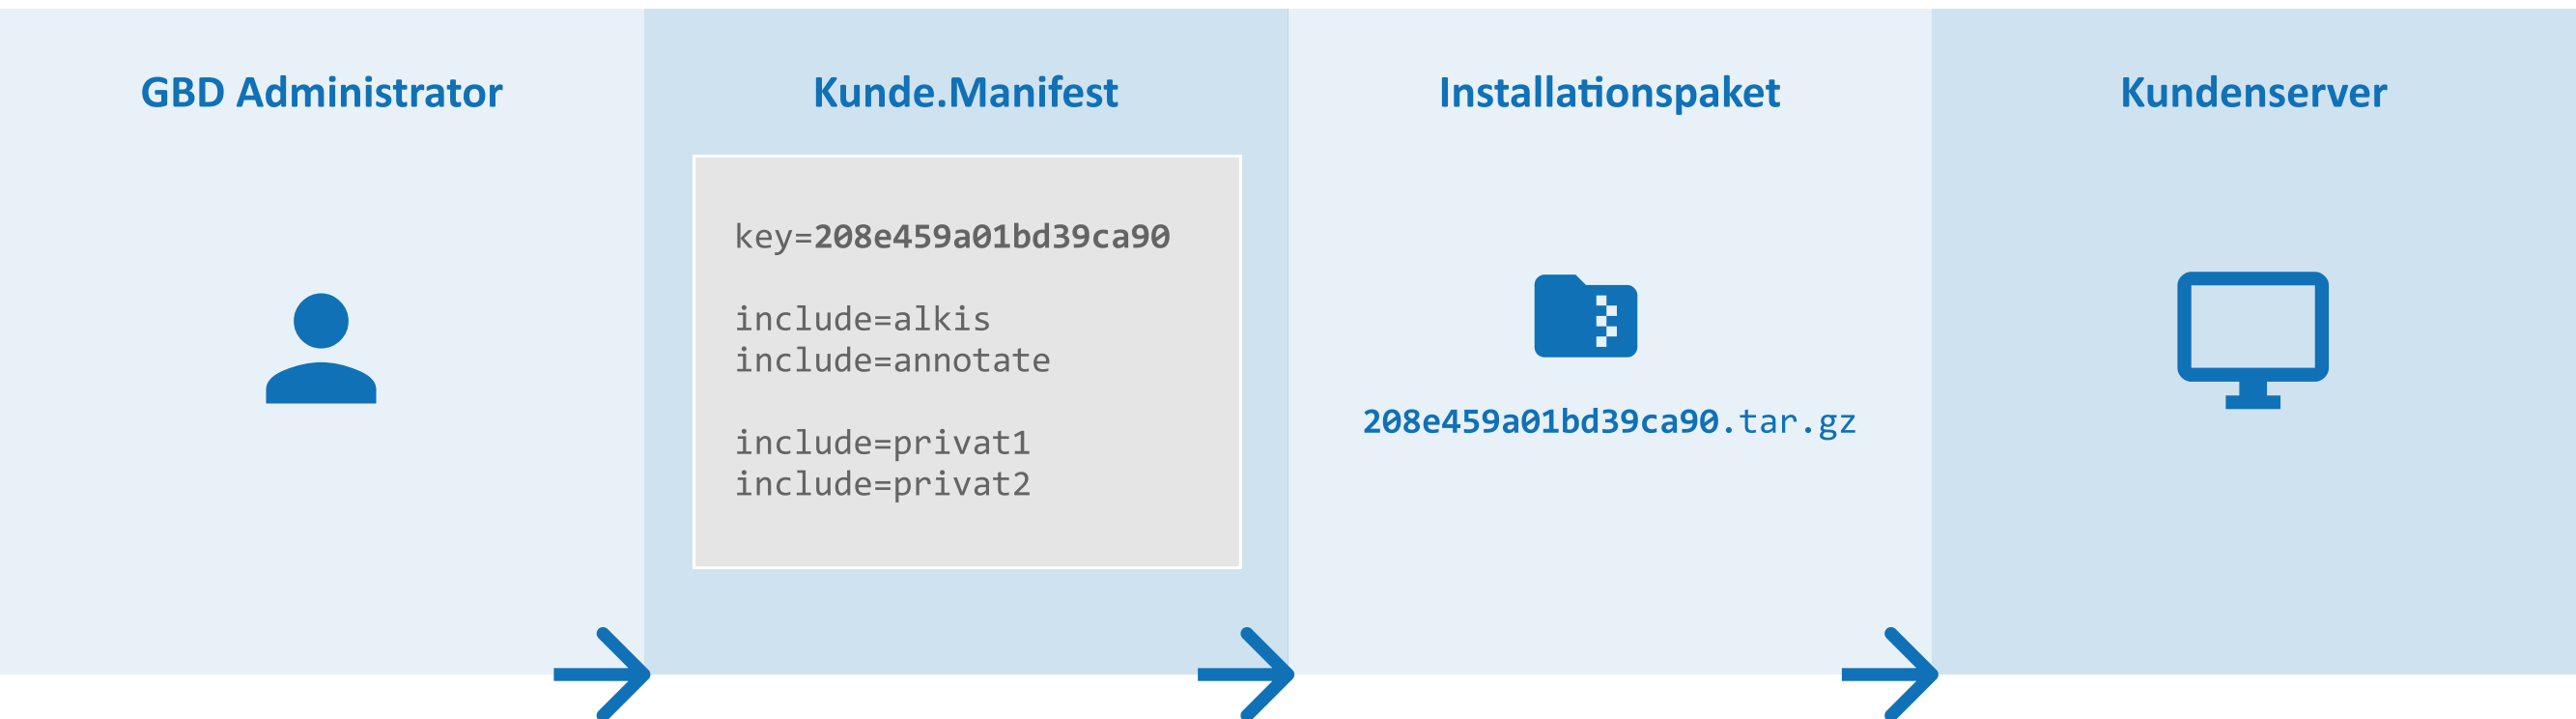 GBD Administrator
Kunde.Manifest
key=208e459a01bd39ca90
include=alkis
include=annotate
include=privat1
include=privat2
Installationspaket
208e459a01bd39ca90.tar.gz
Kundenserver